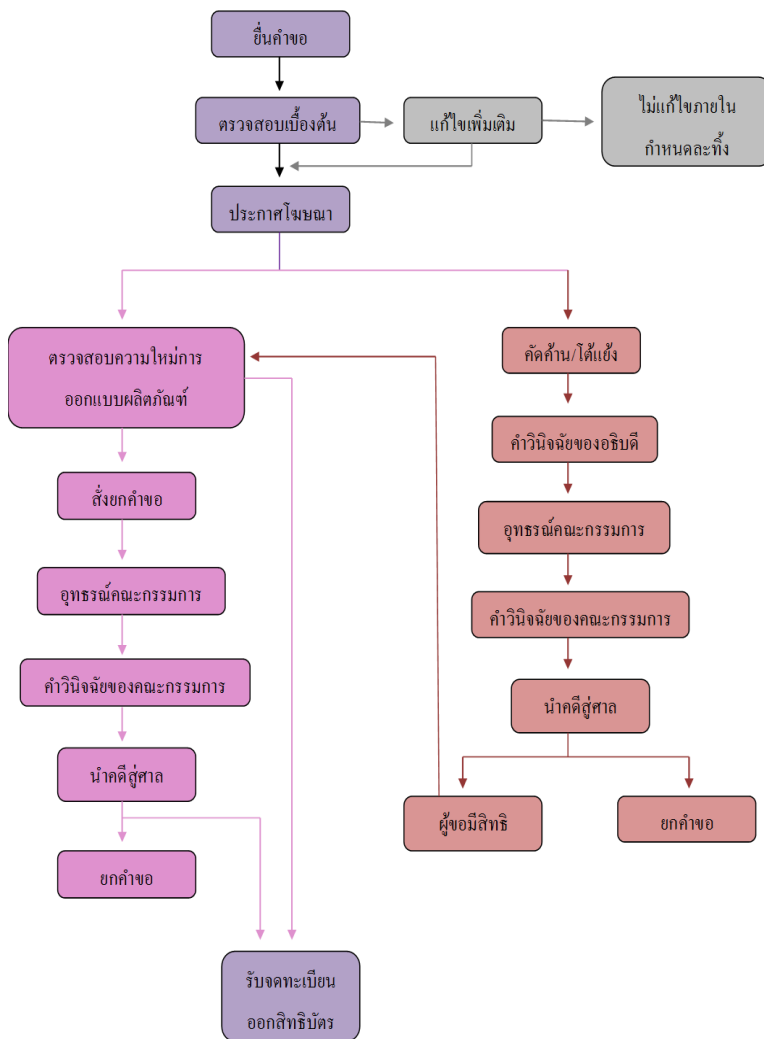 ยื่นคำขอ
ตรวจสอบเบื้องต้น
แก้ไขเพิ่มเติม
ไม่แก้ไขภายใน
กำหนดละทิ้ง
ประกาศโฆษณา
ตรวจสอบความใหม่การ
ออกแบบผลิตภัณฑ์
สั่งยกคำขอ
อุทธรณ์คณะกรรมการ
คำวินิจฉัยของคณะกรรมการ
นำคดีสู่ศาล
ยกคำขอ
คัดค้าน/โต้แย้ง
คำวินิจฉัยของอธิบดี
อุทธรณ์คณะกรรมการ
คำวินิจฉัยของคณะกรรมการ
นำคดีสู่ศาล
ผู้ขอมีสิทธิ
ยกคำขอ
รับจดทะเบียน
ออกสิทธิบัตร